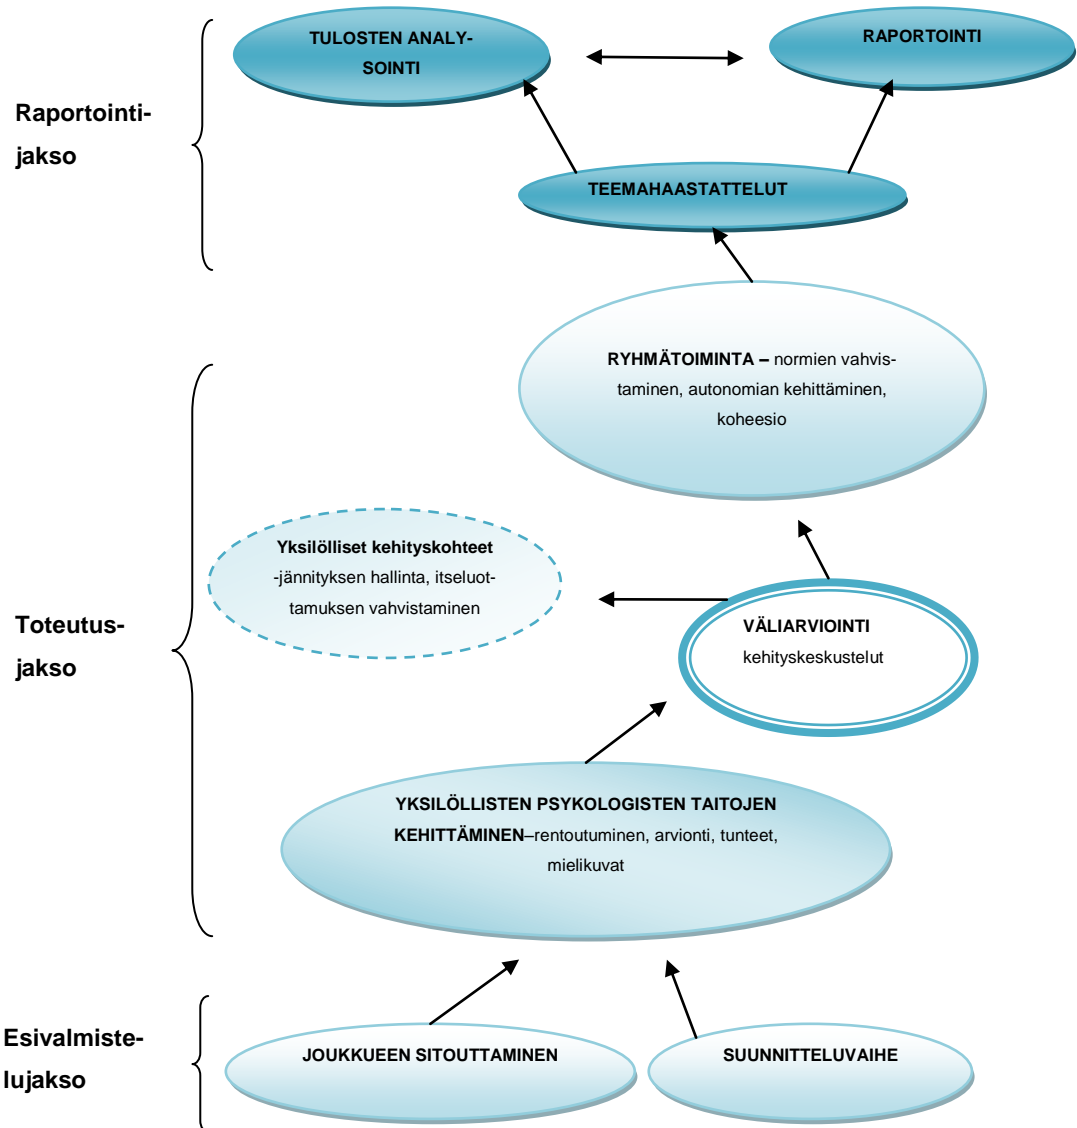 TULOSTEN ANALY-
SOINTI
RAPORTOINTI
Raportointi-
jakso
TEEMAHAASTATTELUT
RYHMÄTOIMINTA – normien vahvis-
taminen, autonomian kehittäminen,
koheesio
Yksilölliset kehityskohteet
-jännityksen hallinta, itseluot-
tamuksen vahvistaminen
Toteutus-
jakso
VÄLIARVIOINTI
kehityskeskustelut
YKSILÖLLISTEN PSYKOLOGISTEN TAITOJEN
KEHITTÄMINEN–rentoutuminen, arvionti, tunteet,
mielikuvat
Esivalmiste-
lujakso
JOUKKUEEN SITOUTTAMINEN
SUUNNITTELUVAIHE